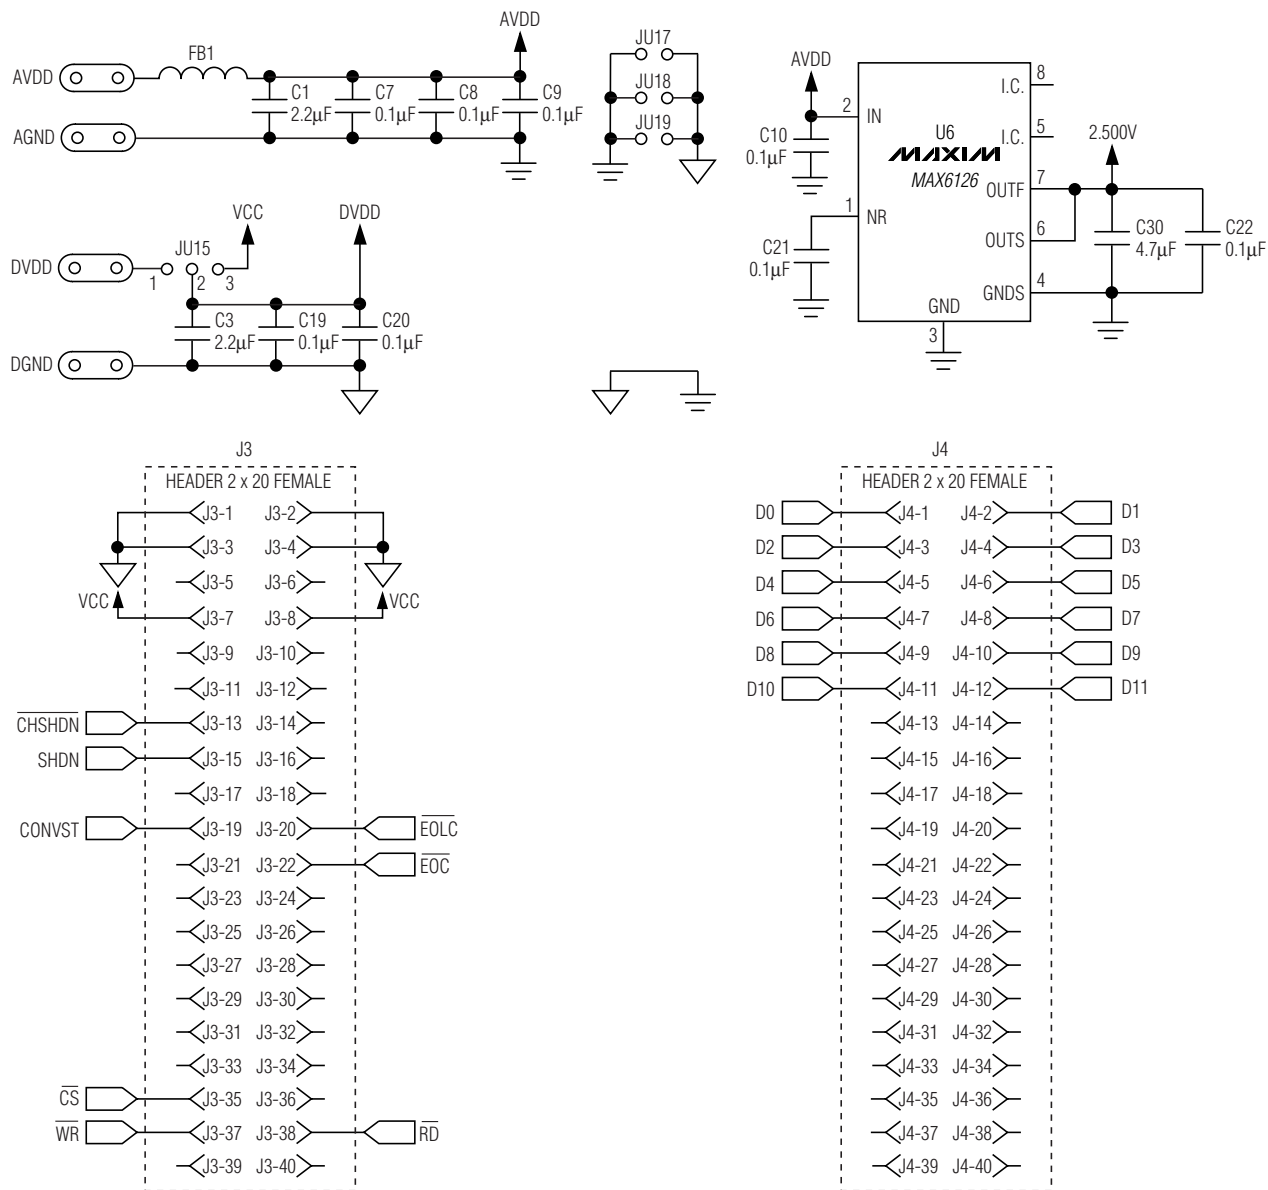 AVDD
FB1
AVDD
C1
2.2µF
C7
0.1µF
C8
0.1µF
C9
0.1µF
AGND
JU17
JU18
JU19
AVDD
2
IN
C10
0.1µF
1
NR
C21
0.1µF
U6
MAXIM
MAX6126
I.C.
8
I.C.
5
OUTF
7
OUTS
6
GNDS
4
GND
3
2.500V
C30
4.7µF
C22
0.1µF
DVDD
JU15
1
2
3
VCC
DVDD
C3
2.2µF
C19
0.1µF
C20
0.1µF
DGND
J3
HEADER 2 x 20 FEMALE
J3-1 J3-2
J3-3 J3-4
J3-5 J3-6
VCC VCC
J3-7 J3-8
J3-9 J3-10
J3-11 J3-12
C̅H̅S̅H̅D̅N̅ J3-13 J3-14
SHDN J3-15 J3-16
J3-17 J3-18
CONVST J3-19 J3-20 E̅O̅L̅C̅
J3-21 J3-22 E̅O̅C̅
J3-23 J3-24
J3-25 J3-26
J3-27 J3-28
J3-29 J3-30
J3-31 J3-32
J3-33 J3-34
C̅S̅ J3-35 J3-36
W̅R̅ J3-37 J3-38 R̅D̅
J3-39 J3-40
J4
HEADER 2 x 20 FEMALE
D0 J4-1 J4-2 D1
D2 J4-3 J4-4 D3
D4 J4-5 J4-6 D5
D6 J4-7 J4-8 D7
D8 J4-9 J4-10 D9
D10 J4-11 J4-12 D11
J4-13 J4-14
J4-15 J4-16
J4-17 J4-18
J4-19 J4-20
J4-21 J4-22
J4-23 J4-24
J4-25 J4-26
J4-27 J4-28
J4-29 J4-30
J4-31 J4-32
J4-33 J4-34
J4-35 J4-36
J4-37 J4-38
J4-39 J4-40